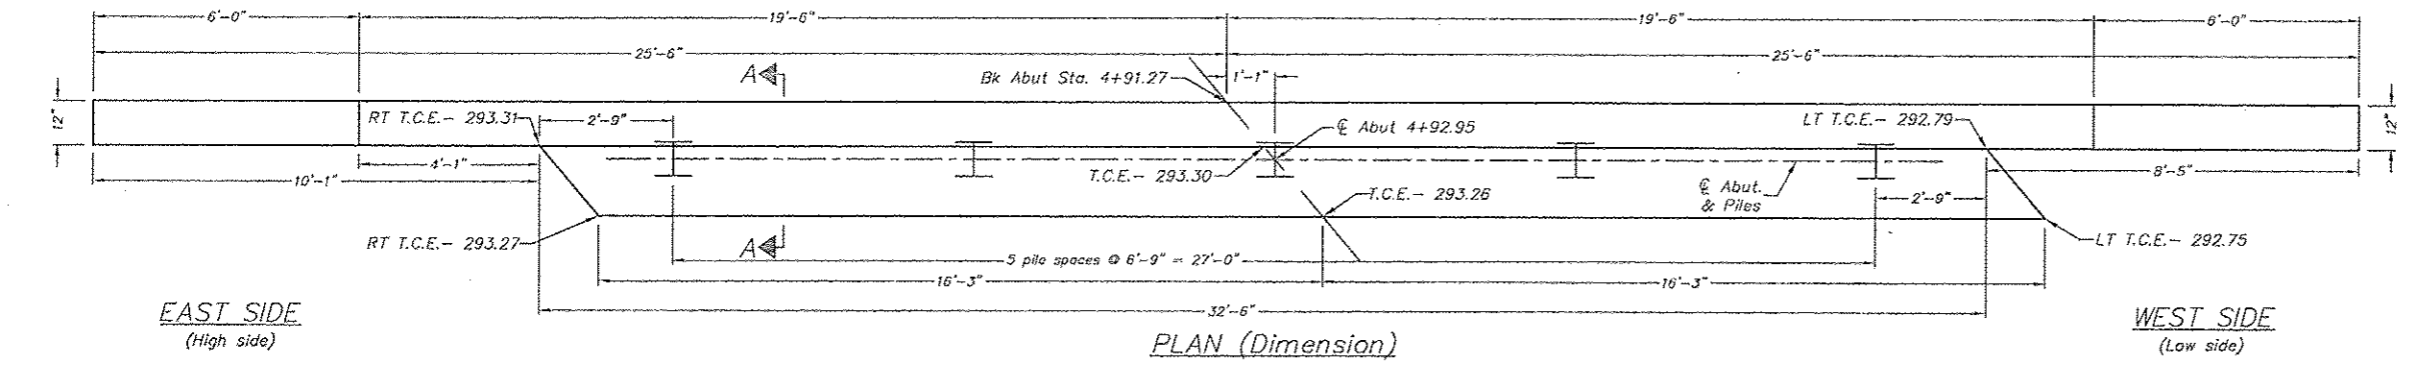 6'-0" 19'-6" 19'-6" 6'-0"
25'-6" 25'-6"
A Bk Abut Sta. 4+91.27 1'-1"
12" RT T.C.E.- 293.31 2'-9" ℄ Abut 4+92.95 LT T.C.E.- 292.79 12"
4'-1" T.C.E.- 293.30 8'-5"
10'-1" T.C.E.- 293.26 ℄ Abut. 2'-9"
& Piles
RT T.C.E.- 293.27 A LT T.C.E.- 292.75
5 pile spaces @ 6'-9" = 27'-0"
16'-3" 16'-3"
EAST SIDE 32'-6" WEST SIDE
(High side) PLAN (Dimension) (Low side)